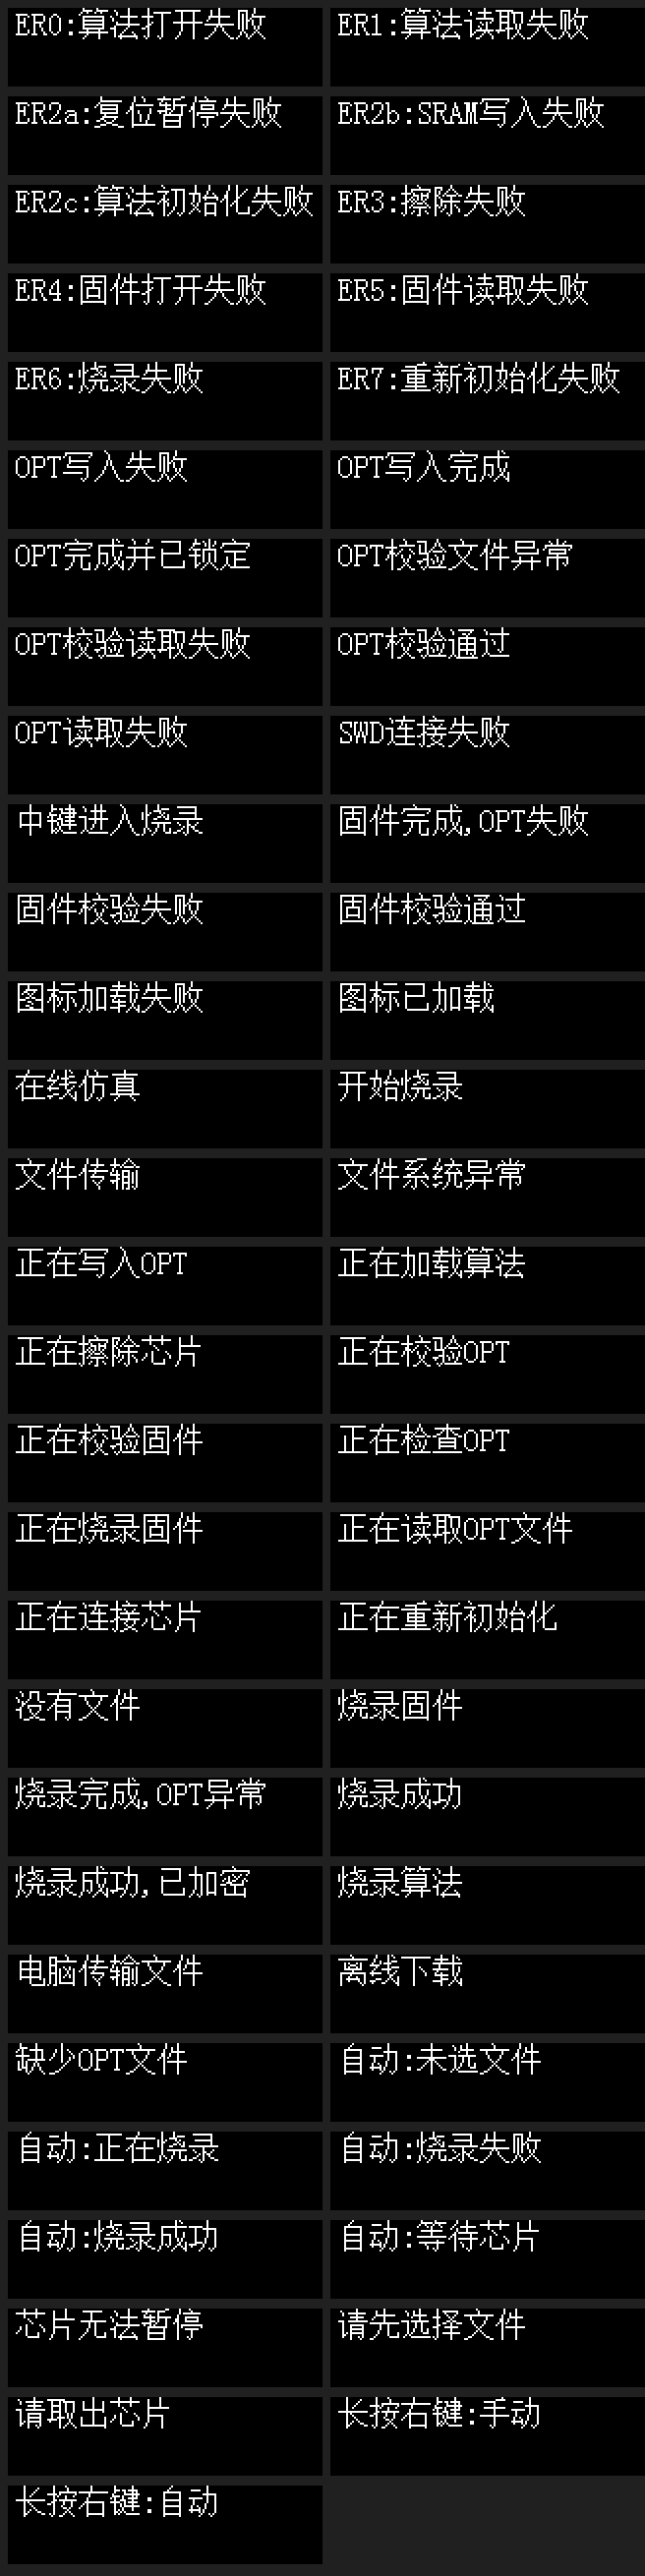 ER0:算法打开失败
ER1:算法读取失败
ER2a:复位暂停失败
ER2b:SRAM写入失败
ER2c:算法初始化失败
ER3:擦除失败
ER4:固件打开失败
ER5:固件读取失败
ER6:烧录失败
ER7:重新初始化失败
OPT写入失败
OPT写入完成
OPT完成并已锁定
OPT校验文件异常
OPT校验读取失败
OPT校验通过
OPT读取失败
SWD连接失败
中键进入烧录
固件完成,OPT失败
固件校验失败
固件校验通过
图标加载失败
图标已加载
在线仿真
开始烧录
文件传输
文件系统异常
正在写入OPT
正在加载算法
正在擦除芯片
正在校验OPT
正在校验固件
正在检查OPT
正在烧录固件
正在读取OPT文件
正在连接芯片
正在重新初始化
没有文件
烧录固件
烧录完成,OPT异常
烧录成功
烧录成功,已加密
烧录算法
电脑传输文件
离线下载
缺少OPT文件
自动:未选文件
自动:正在烧录
自动:烧录失败
自动:烧录成功
自动:等待芯片
芯片无法暂停
请先选择文件
请取出芯片
长按右键:手动
长按右键:自动